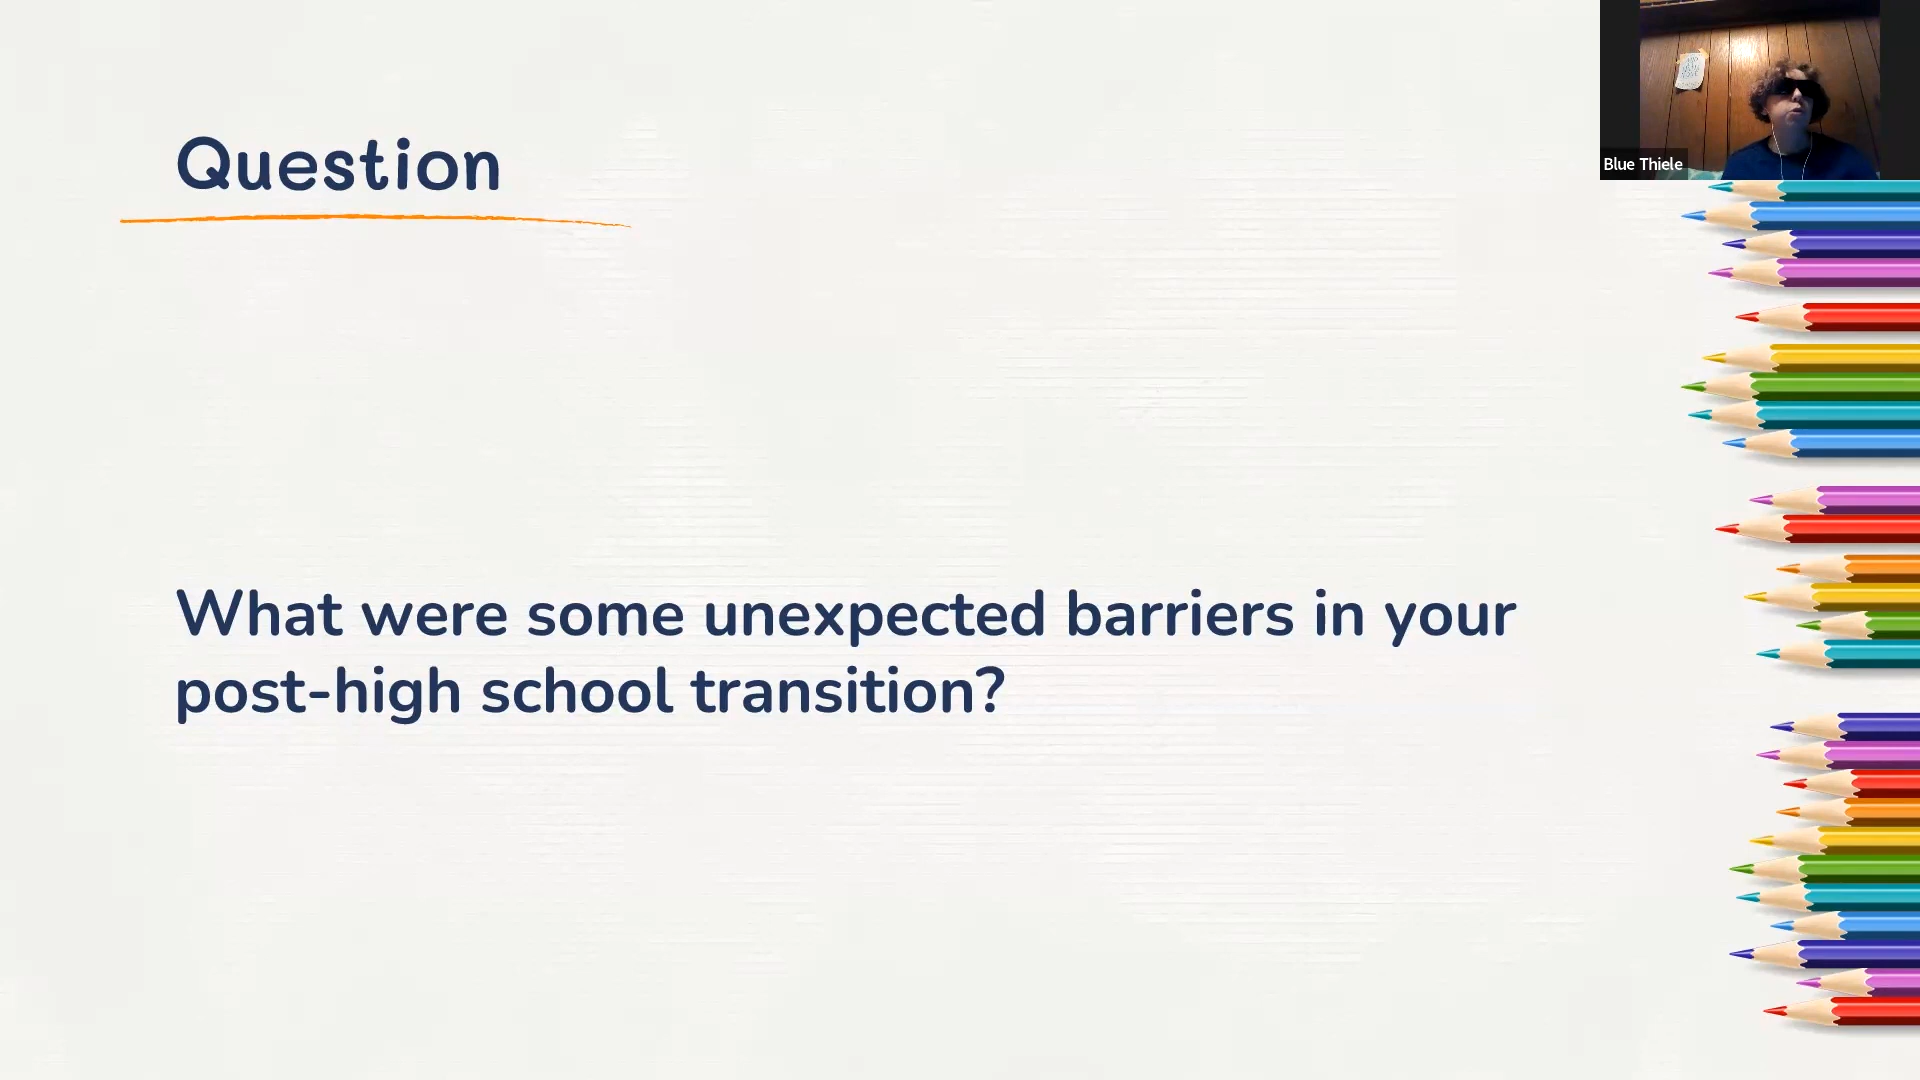 Question
Blue Thiele
What were some unexpected barriers in your
post-high school transition?